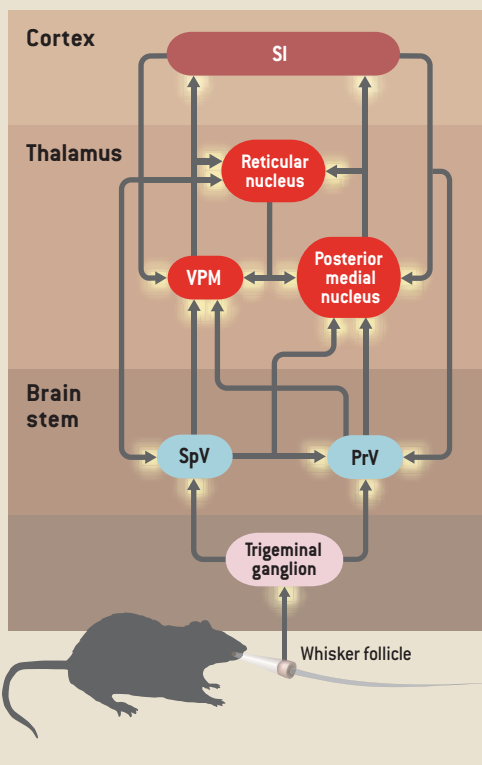 Cortex
SI
Thalamus
Reticular
nucleus
VPM
Posterior
medial
nucleus
Brain
stem
SpV
PrV
Trigeminal
ganglion
Whisker follicle